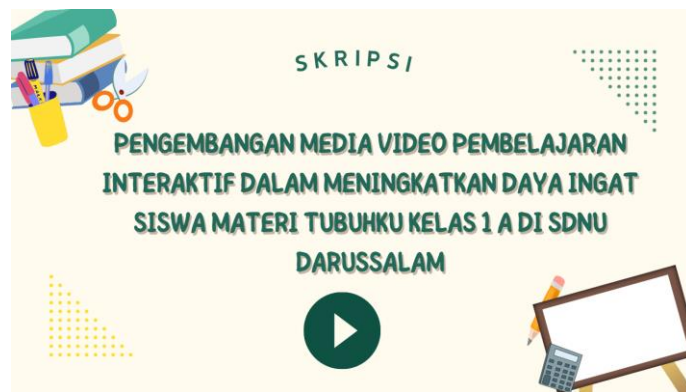 SKRIPSI
PENGEMBANGAN MEDIA VIDEO PEMBELAJARAN
INTERAKTIF DALAM MENINGKATKAN DAYA INGAT
SISWA MATERI TUBUHKU KELAS 1 A DI SDNU
DARUSSALAM